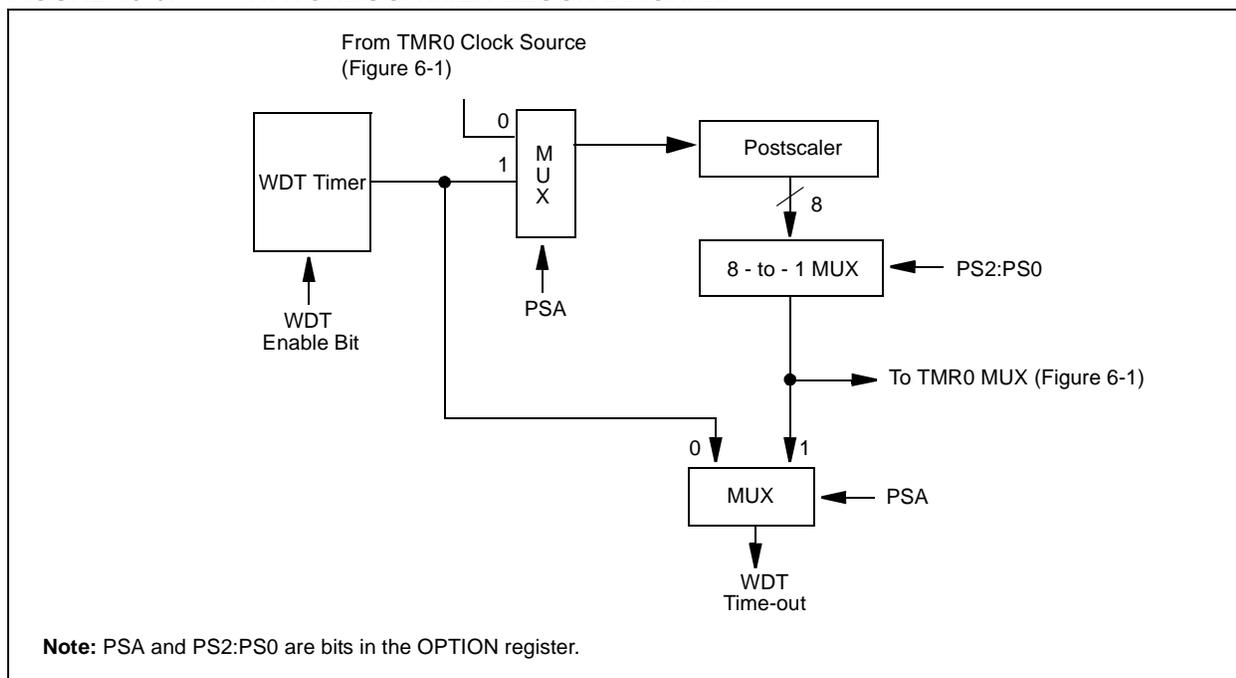 From TMR0 Clock Source
(Figure 6-1)
0
1
M
U
X
WDT Timer
Postscaler
8
8 - to - 1 MUX
PS2:PS0
PSA
WDT
Enable Bit
To TMR0 MUX (Figure 6-1)
0
1
MUX
PSA
WDT
Time-out
Note: PSA and PS2:PS0 are bits in the OPTION register.